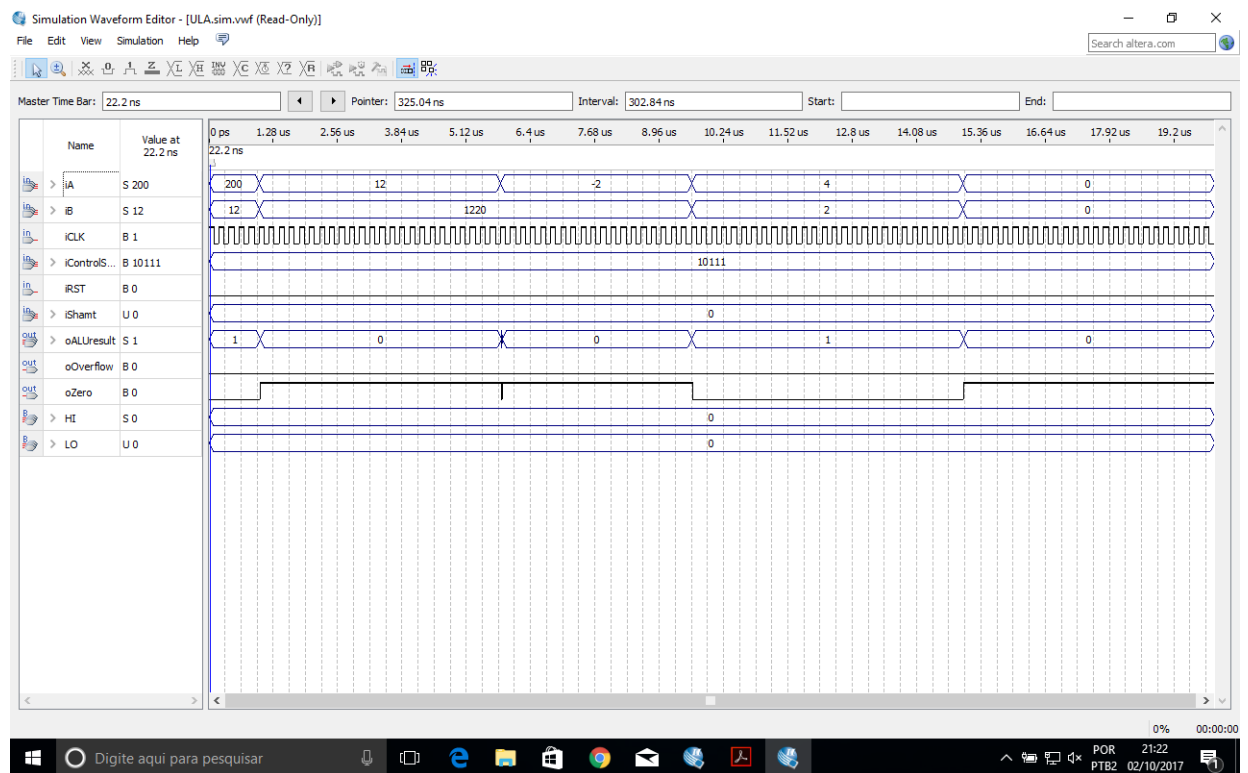 Simulation Waveform Editor - [ULA.sim.vwf (Read-Only)]
File Edit View Simulation Help
Search altera.com
Master Time Bar: 22.2 ns Pointer: 325.04 ns Interval: 302.84 ns Start: End:
Name Value at 22.2 ns
0 ps 1.28 us 2.56 us 3.84 us 5.12 us 6.4 us 7.68 us 8.96 us 10.24 us 11.52 us 12.8 us 14.08 us 15.36 us 16.64 us 17.92 us 19.2 us
22.2 ns
iA S 200 200 12 -2 4 0
iB S 12 12 1220 2 0
iCLK B 1
iControlS... B 10111 10111
iRST B 0
iShamt U 0 0
oALUresult S 1 1 0 0 1 0
oOverflow B 0
oZero B 0
HI S 0 0
LO U 0 0
0% 00:00:00
Digite aqui para pesquisar
POR 21:22
PTB2 02/10/2017
1